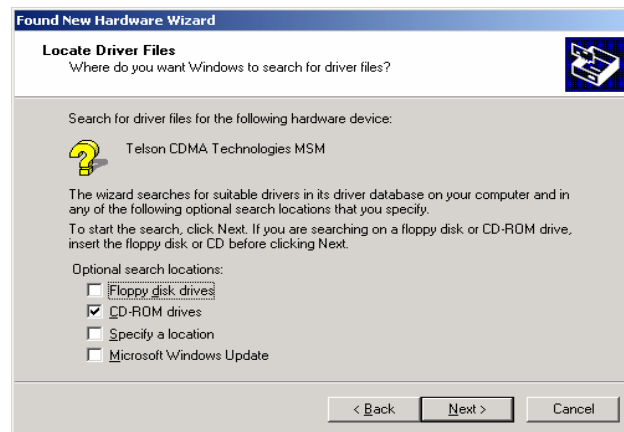 Found New Hardware Wizard
Locate Driver Files
Where do you want Windows to search for driver files?
Search for driver files for the following hardware device:
Telson CDMA Technologies MSM
The wizard searches for suitable drivers in its driver database on your computer and in
any of the following optional search locations that you specify.
To start the search, click Next. If you are searching on a floppy disk or CD-ROM drive,
insert the floppy disk or CD before clicking Next.
Optional search locations:
Floppy disk drives
CD-ROM drives
Specify a location
Microsoft Windows Update
< Back Next > Cancel